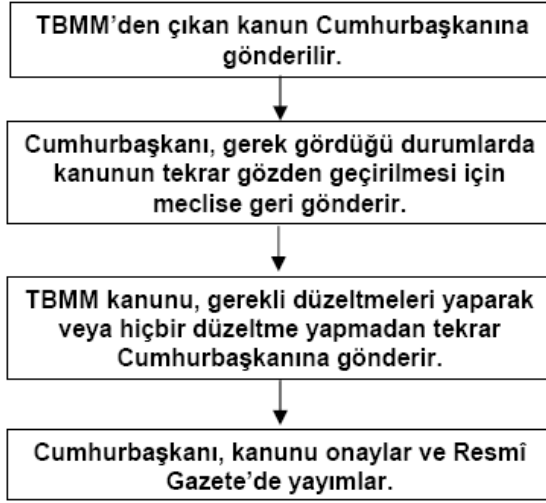 TBMM'den çıkan kanun Cumhurbaşkanına
gönderilir.
Cumhurbaşkanı, gerek gördüğü durumlarda
kanunun tekrar gözden geçirilmesi için
meclise geri gönderir.
TBMM kanunu, gerekli düzeltmeleri yaparak
veya hiçbir düzeltme yapmadan tekrar
Cumhurbaşkanına gönderir.
Cumhurbaşkanı, kanunu onaylar ve Resmî
Gazete'de yayımlar.